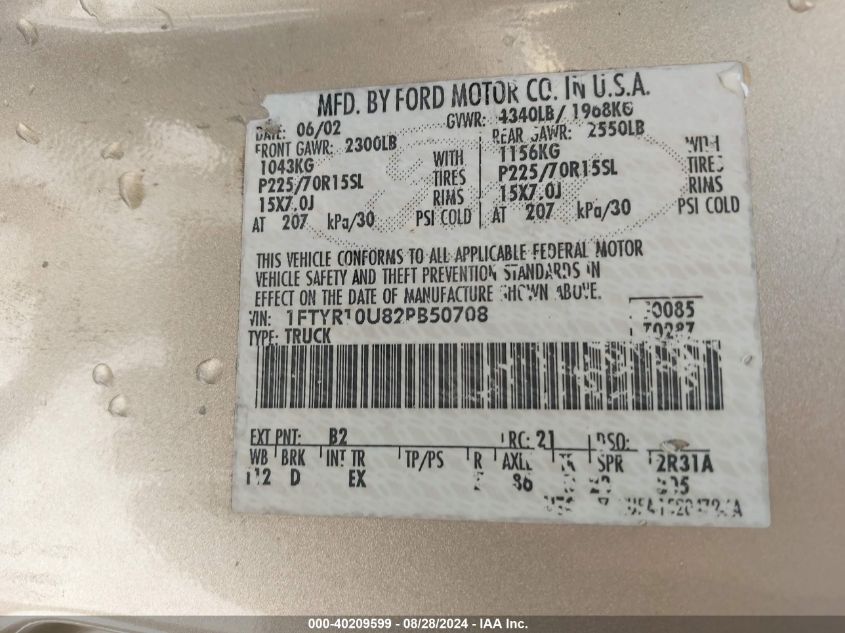 MFD. BY FORD MOTOR CO. IN U.S.A.
DATE: 06/02 GVWR: 4340LB/ 1968KG
FRONT GAWR: 2300LB REAR GAWR: 2550LB
1043KG WITH 1156KG WITH
P225/70R15SL TIRES P225/70R15SL TIRES
15X7.0J RIMS 15X7.0J RIMS
AT 207 kPa/30 PSI COLD AT 207 kPa/30 PSI COLD
THIS VEHICLE CONFORMS TO ALL APPLICABLE FEDERAL MOTOR
VEHICLE SAFETY AND THEFT PREVENTION STANDARDS IN
EFFECT ON THE DATE OF MANUFACTURE SHOWN ABOVE.
VIN: 1FTYR10U82PB50708
TYPE: TRUCK
EXT PNT: B2 RC: 21 DSO:
WB BRK INT TR TP/PS R AXLE TR SPR 2R31A
112 D EX 86
000-40209599 - 08/28/2024 - IAA Inc.